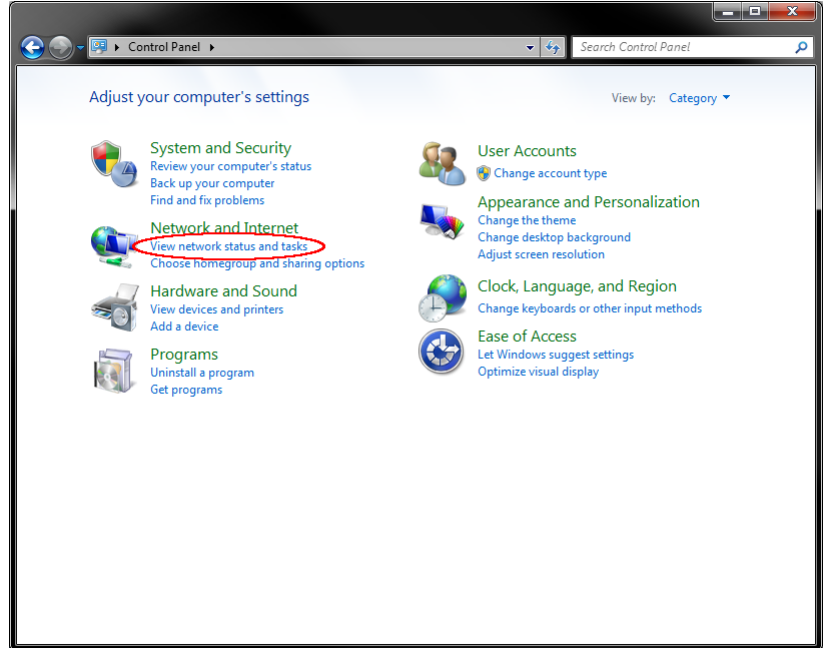 Control Panel
Search Control Panel
Adjust your computer's settings
View by: Category
System and Security
Review your computer's status
Back up your computer
Find and fix problems
Network and Internet
View network status and tasks
Choose homegroup and sharing options
Hardware and Sound
View devices and printers
Add a device
Programs
Uninstall a program
Get programs
User Accounts
Change account type
Appearance and Personalization
Change the theme
Change desktop background
Adjust screen resolution
Clock, Language, and Region
Change keyboards or other input methods
Ease of Access
Let Windows suggest settings
Optimize visual display